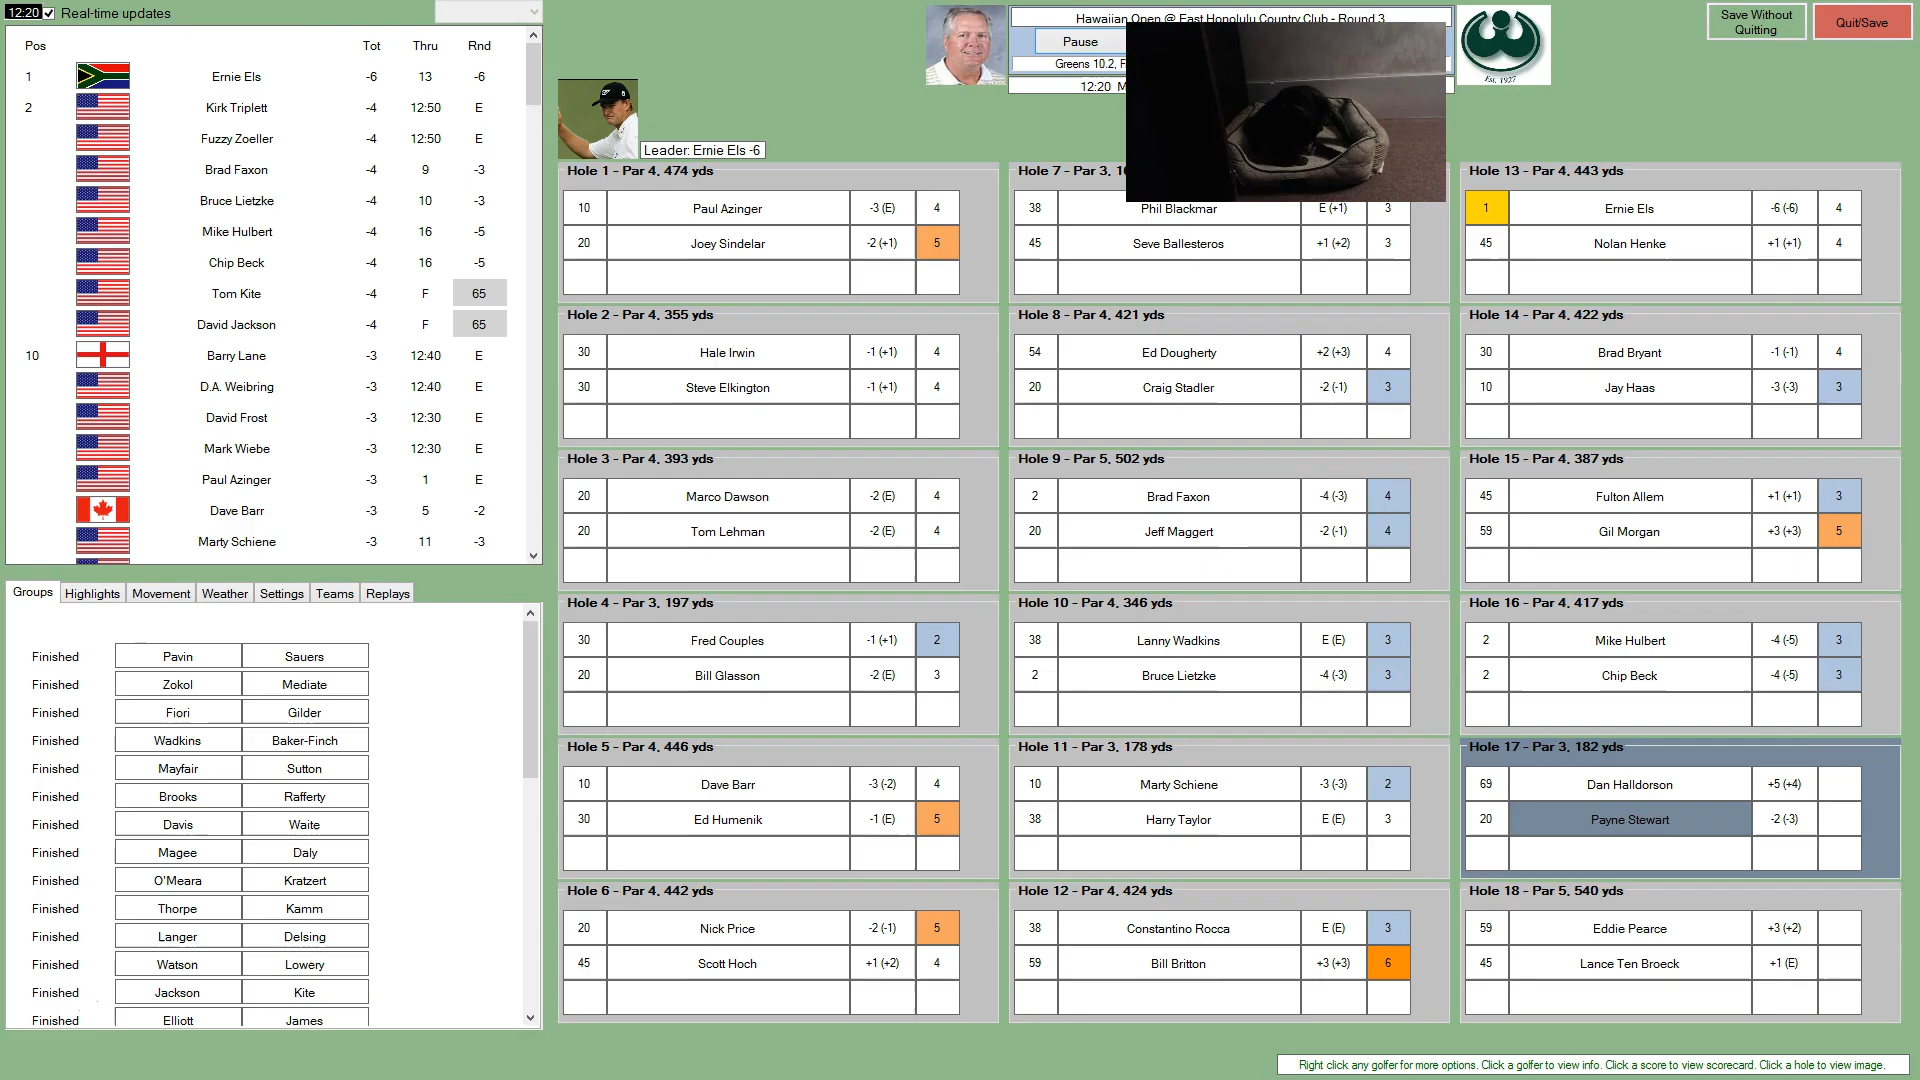 12:20 Real-time updates
Pos Tot Thru Rnd
1 Ernie Els -6 13 -6
2 Kirk Triplett -4 12:50 E
Fuzzy Zoeller -4 12:50 E
Brad Faxon -4 9 -3
Bruce Lietzke -4 10 -3
Mike Hulbert -4 16 -5
Chip Beck -4 16 -5
Tom Kite -4 F 65
David Jackson -4 F 65
10 Barry Lane -3 12:40 E
D.A. Weibring -3 12:40 E
David Frost -3 12:30 E
Mark Wiebe -3 12:30 E
Paul Azinger -3 1 E
Dave Barr -3 5 -2
Marty Schiene -3 11 -3
Groups Highlights Movement Weather Settings Teams Replays
Finished Pavin Sauers
Finished Zokol Mediate
Finished Fiori Gilder
Finished Wadkins Baker-Finch
Finished Mayfair Sutton
Finished Brooks Rafferty
Finished Davis Waite
Finished Magee Daly
Finished O'Meara Kratzert
Finished Thorpe Kamm
Finished Langer Delsing
Finished Watson Lowery
Finished Jackson Kite
Finished Elliott James
Hawaiian Open @ East Honolulu Country Club - Round 3
Pause
Greens 10.2,
12:20
Est. 1927
Save Without
Quitting
Quit/Save
Leader: Ernie Els -6
Hole 1 - Par 4, 474 yds
10 Paul Azinger -3 (E) 4
20 Joey Sindelar -2 (+1) 5
Hole 2 - Par 4, 355 yds
30 Hale Irwin -1 (+1) 4
30 Steve Elkington -1 (+1) 4
Hole 3 - Par 4, 393 yds
20 Marco Dawson -2 (E) 4
20 Tom Lehman -2 (E) 4
Hole 4 - Par 3, 197 yds
30 Fred Couples -1 (+1) 2
20 Bill Glasson -2 (E) 3
Hole 5 - Par 4, 446 yds
10 Dave Barr -3 (-2) 4
30 Ed Humenik -1 (E) 5
Hole 6 - Par 4, 442 yds
20 Nick Price -2 (-1) 5
45 Scott Hoch +1 (+2) 4
Hole 7 - Par 3,
38 Phil Blackmar E (+1) 3
45 Seve Ballesteros +1 (+2) 3
Hole 8 - Par 4, 421 yds
54 Ed Dougherty +2 (+3) 4
20 Craig Stadler -2 (-1) 3
Hole 9 - Par 5, 502 yds
2 Brad Faxon -4 (-3) 4
20 Jeff Maggert -2 (-1) 4
Hole 10 - Par 4, 346 yds
38 Lanny Wadkins E (E) 3
2 Bruce Lietzke -4 (-3) 3
Hole 11 - Par 3, 178 yds
10 Marty Schiene -3 (-3) 2
38 Harry Taylor E (E) 3
Hole 12 - Par 4, 424 yds
38 Constantino Rocca E (E) 3
59 Bill Britton +3 (+3) 6
Hole 13 - Par 4, 443 yds
1 Ernie Els -6 (-6) 4
45 Nolan Henke +1 (+1) 4
Hole 14 - Par 4, 422 yds
30 Brad Bryant -1 (-1) 4
10 Jay Haas -3 (-3) 3
Hole 15 - Par 4, 387 yds
45 Fulton Allem +1 (+1) 3
59 Gil Morgan +3 (+3) 5
Hole 16 - Par 4, 417 yds
2 Mike Hulbert -4 (-5) 3
2 Chip Beck -4 (-5) 3
Hole 17 - Par 3, 182 yds
69 Dan Halldorson +5 (+4)
20 Payne Stewart -2 (-3)
Hole 18 - Par 5, 540 yds
59 Eddie Pearce +3 (+2)
45 Lance Ten Broeck +1 (E)
Right click any golfer for more options. Click a golfer to view info. Click a score to view scorecard. Click a hole to view image.